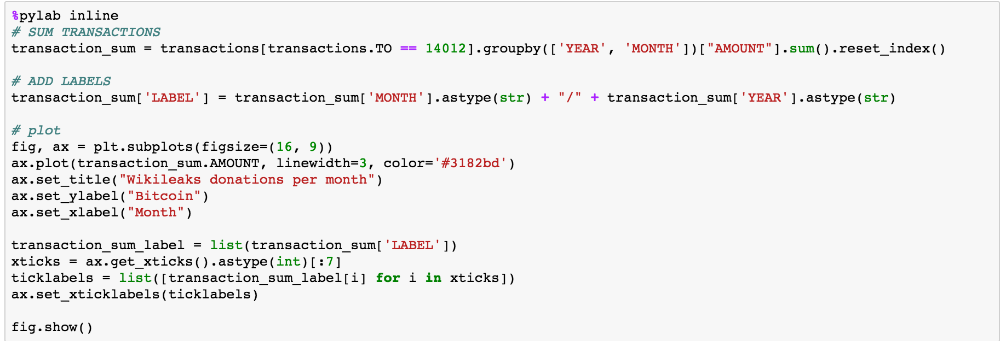 %pylab inline
# SUM TRANSACTIONS
transaction_sum = transactions[transactions.TO == 14012].groupby(['YEAR', 'MONTH'])["AMOUNT"].sum().reset_index()
# ADD LABELS
transaction_sum['LABEL'] = transaction_sum['MONTH'].astype(str) + "/" + transaction_sum['YEAR'].astype(str)
# plot
fig, ax = plt.subplots(figsize=(16, 9))
ax.plot(transaction_sum.AMOUNT, linewidth=3, color='#3182bd')
ax.set_title("Wikileaks donations per month")
ax.set_ylabel("Bitcoin")
ax.set_xlabel("Month")
transaction_sum_label = list(transaction_sum['LABEL'])
xticks = ax.get_xticks().astype(int)[:7]
ticklabels = list([transaction_sum_label[i] for i in xticks])
ax.set_xticklabels(ticklabels)
fig.show()